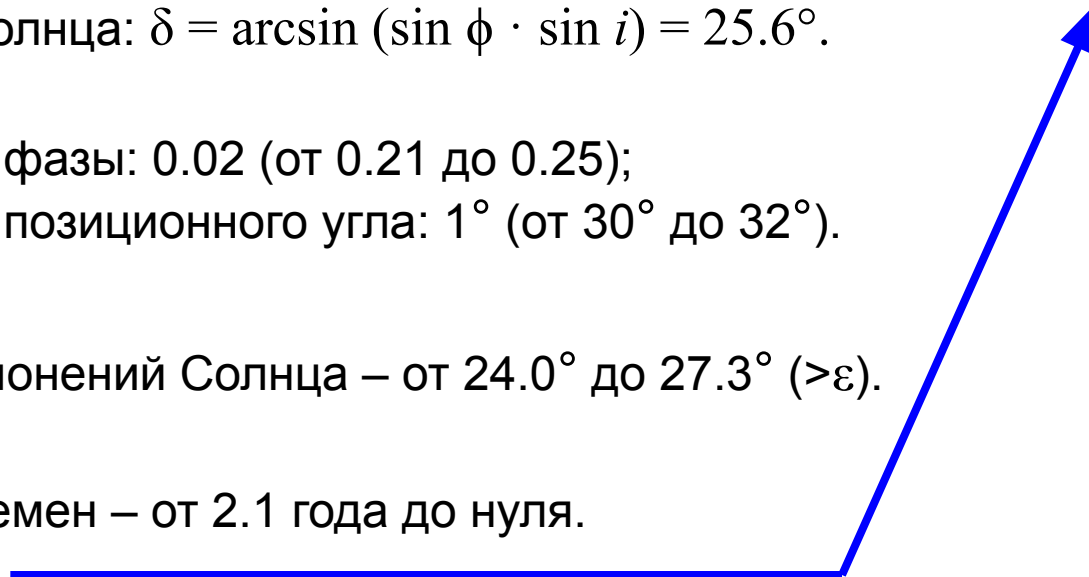 олнца: δ = arcsin (sin ϕ · sin i) = 25.6°.
фазы: 0.02 (от 0.21 до 0.25);
позиционного угла: 1° (от 30° до 32°).
лонений Солнца – от 24.0° до 27.3° (>ε).
емен – от 2.1 года до нуля.